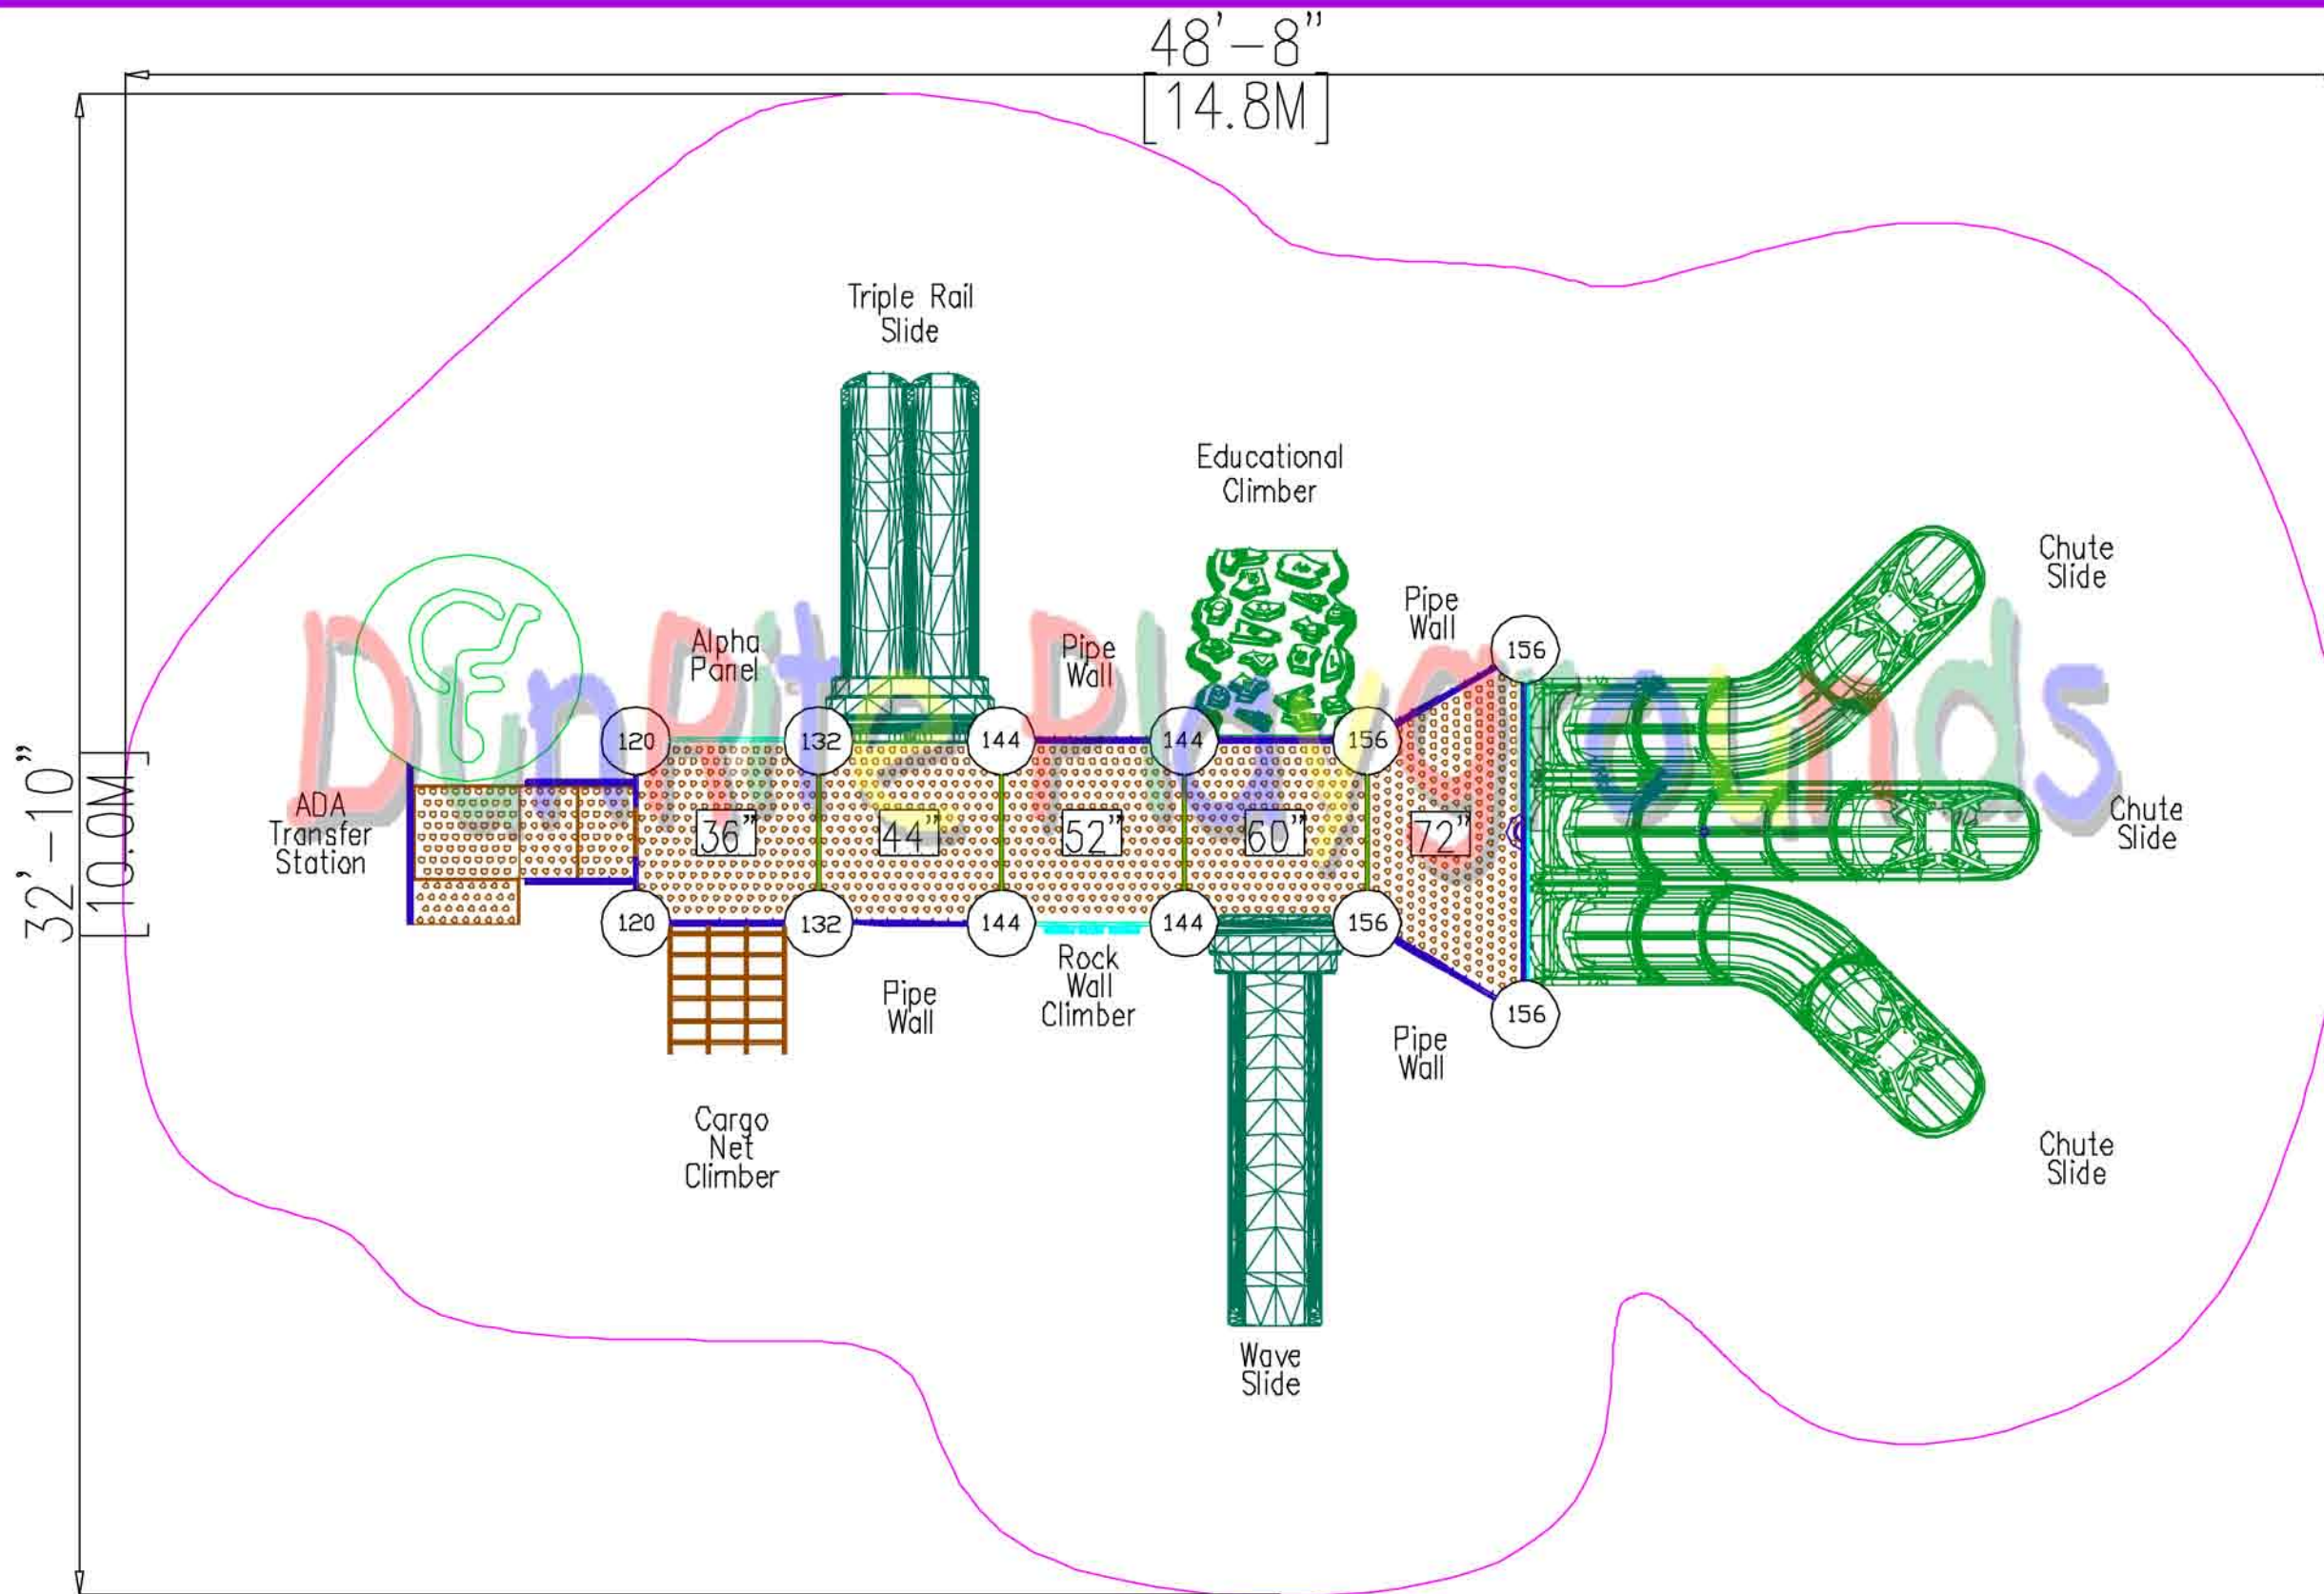 48'-8"
[14.8M]
32'-10"
[10.0M]
Triple Rail
Slide
Educational
Climber
Chute
Slide
Pipe
Wall
156
Alpha
Panel
Pipe
Wall
DunRite Playgrounds
120
132
144
144
156
ADA
Transfer
Station
36"
44"
52"
60"
72"
Chute
Slide
120
132
144
144
156
Rock
Wall
Climber
Pipe
Wall
156
Pipe
Wall
Cargo
Net
Climber
Chute
Slide
Wave
Slide